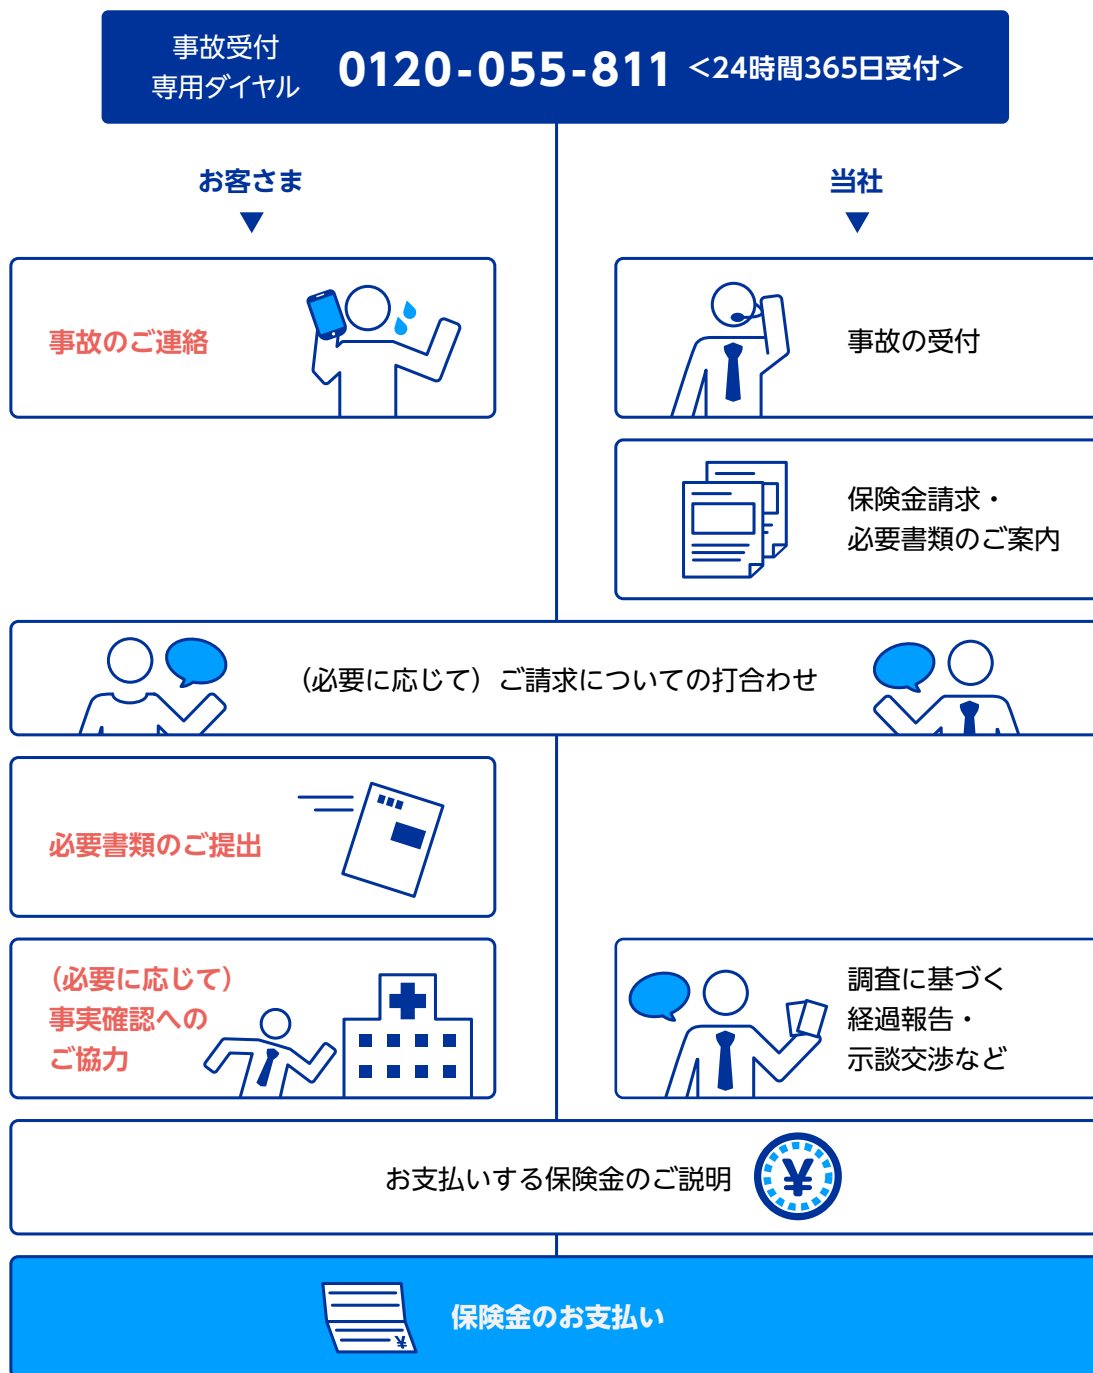 事故受付
専用ダイヤル
0120-055-811 <24時間365日受付>
お客さま
当社
事故のご連絡
事故の受付
保険金請求・
必要書類のご案内
（必要に応じて）ご請求についての打合わせ
必要書類のご提出
（必要に応じて）
事実確認への
ご協力
調査に基づく
経過報告・
示談交渉など
お支払いする保険金のご説明
¥
¥
保険金のお支払い